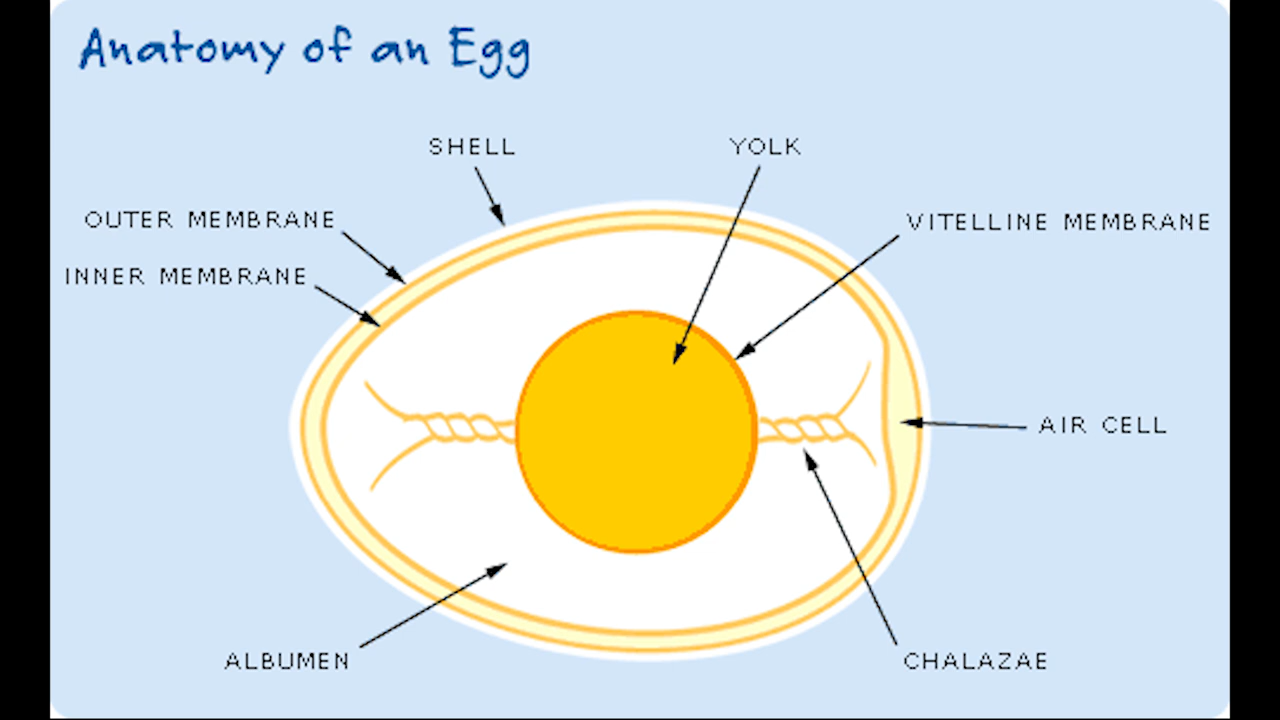 Anatomy of an Egg
SHELL
YOLK
OUTER MEMBRANE
VITELLINE MEMBRANE
INNER MEMBRANE
AIR CELL
ALBUMEN
CHALAZAE